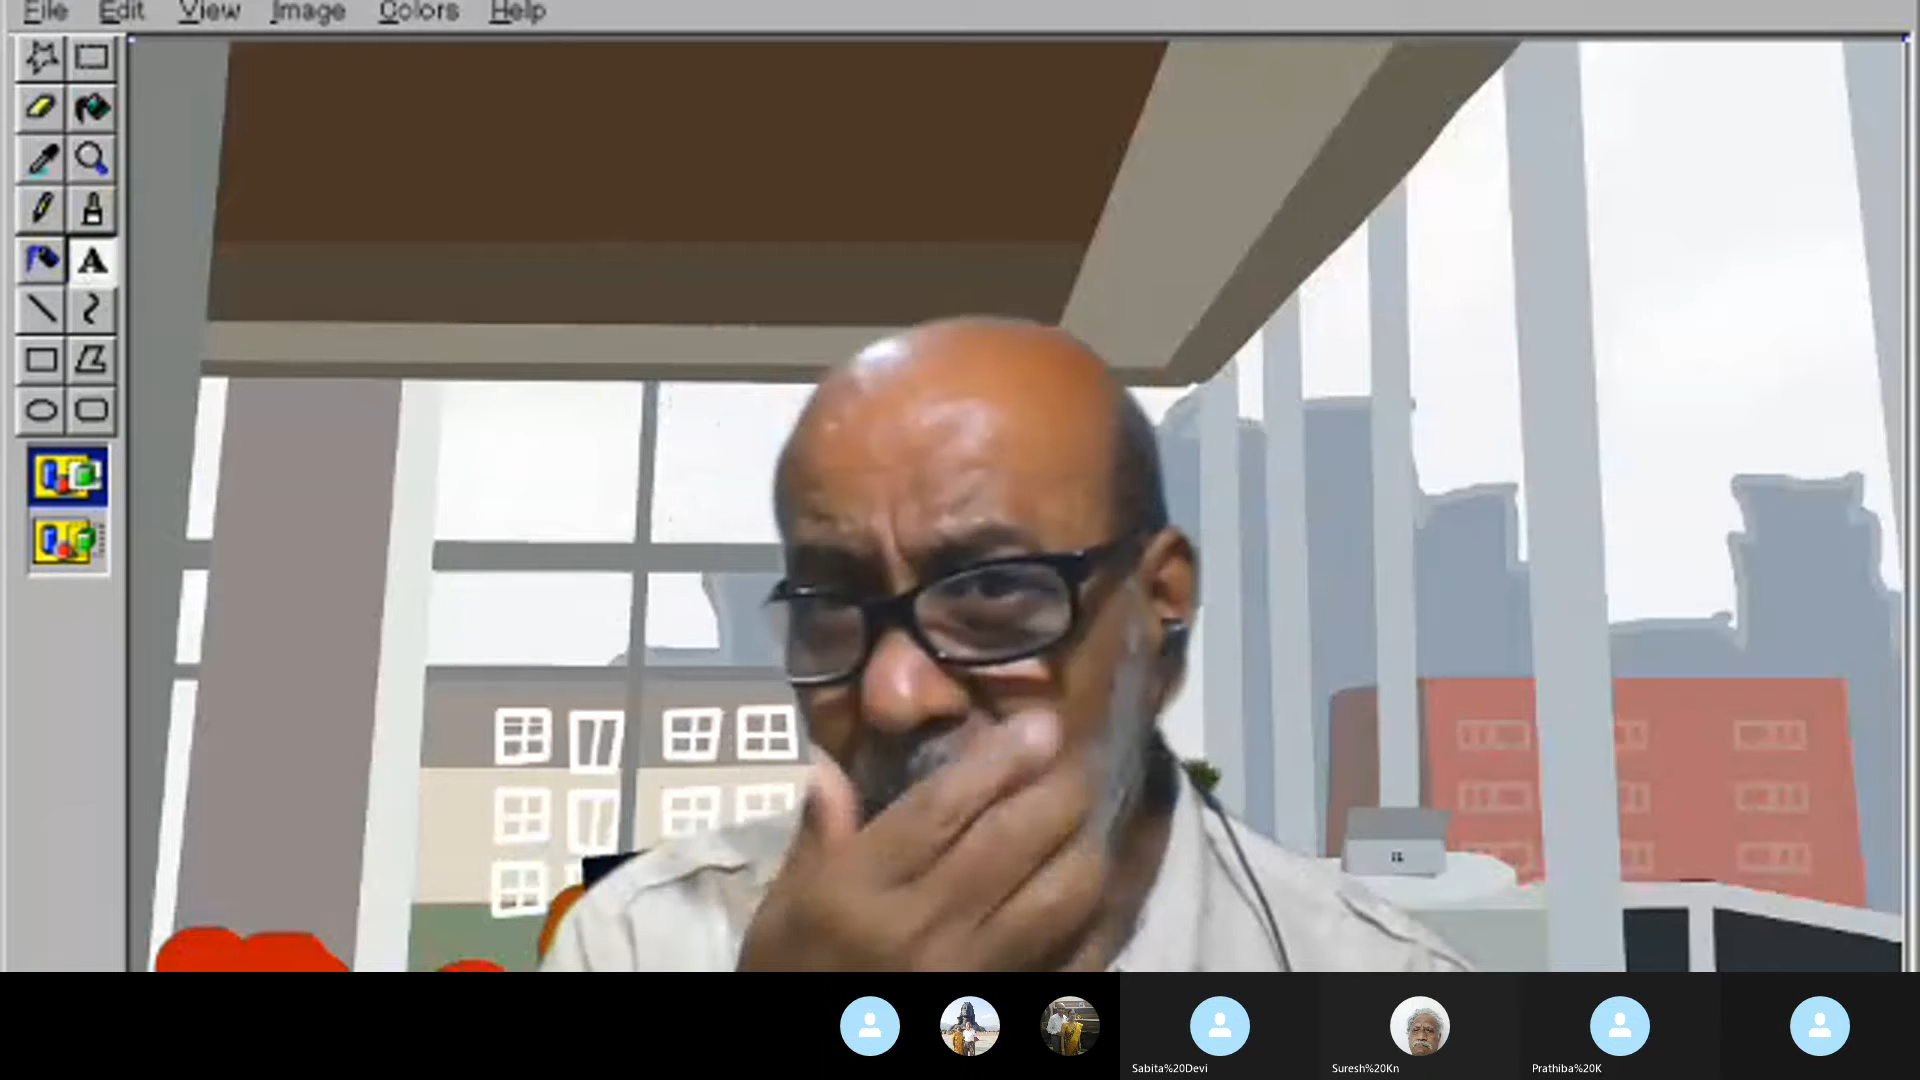 File Edit View Image Colors Help
A
Sabita%20Devi Suresh%20Kn Prathiba%20K